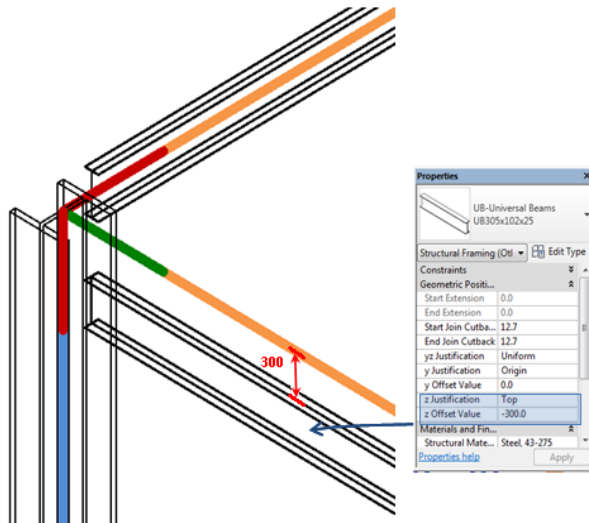 300
Properties
UB-Universal Beams
UB305x102x25
Structural Framing (Otl
Edit Type
Constraints
Geometric Positi...
Start Extension 0.0
End Extension 0.0
Start Join Cutba... 12.7
End Join Cutback 12.7
yz Justification Uniform
y Justification Origin
y Offset Value 0.0
z Justification Top
z Offset Value -300.0
Materials and Fin...
Structural Mate... Steel, 43-275
Properties help
Apply